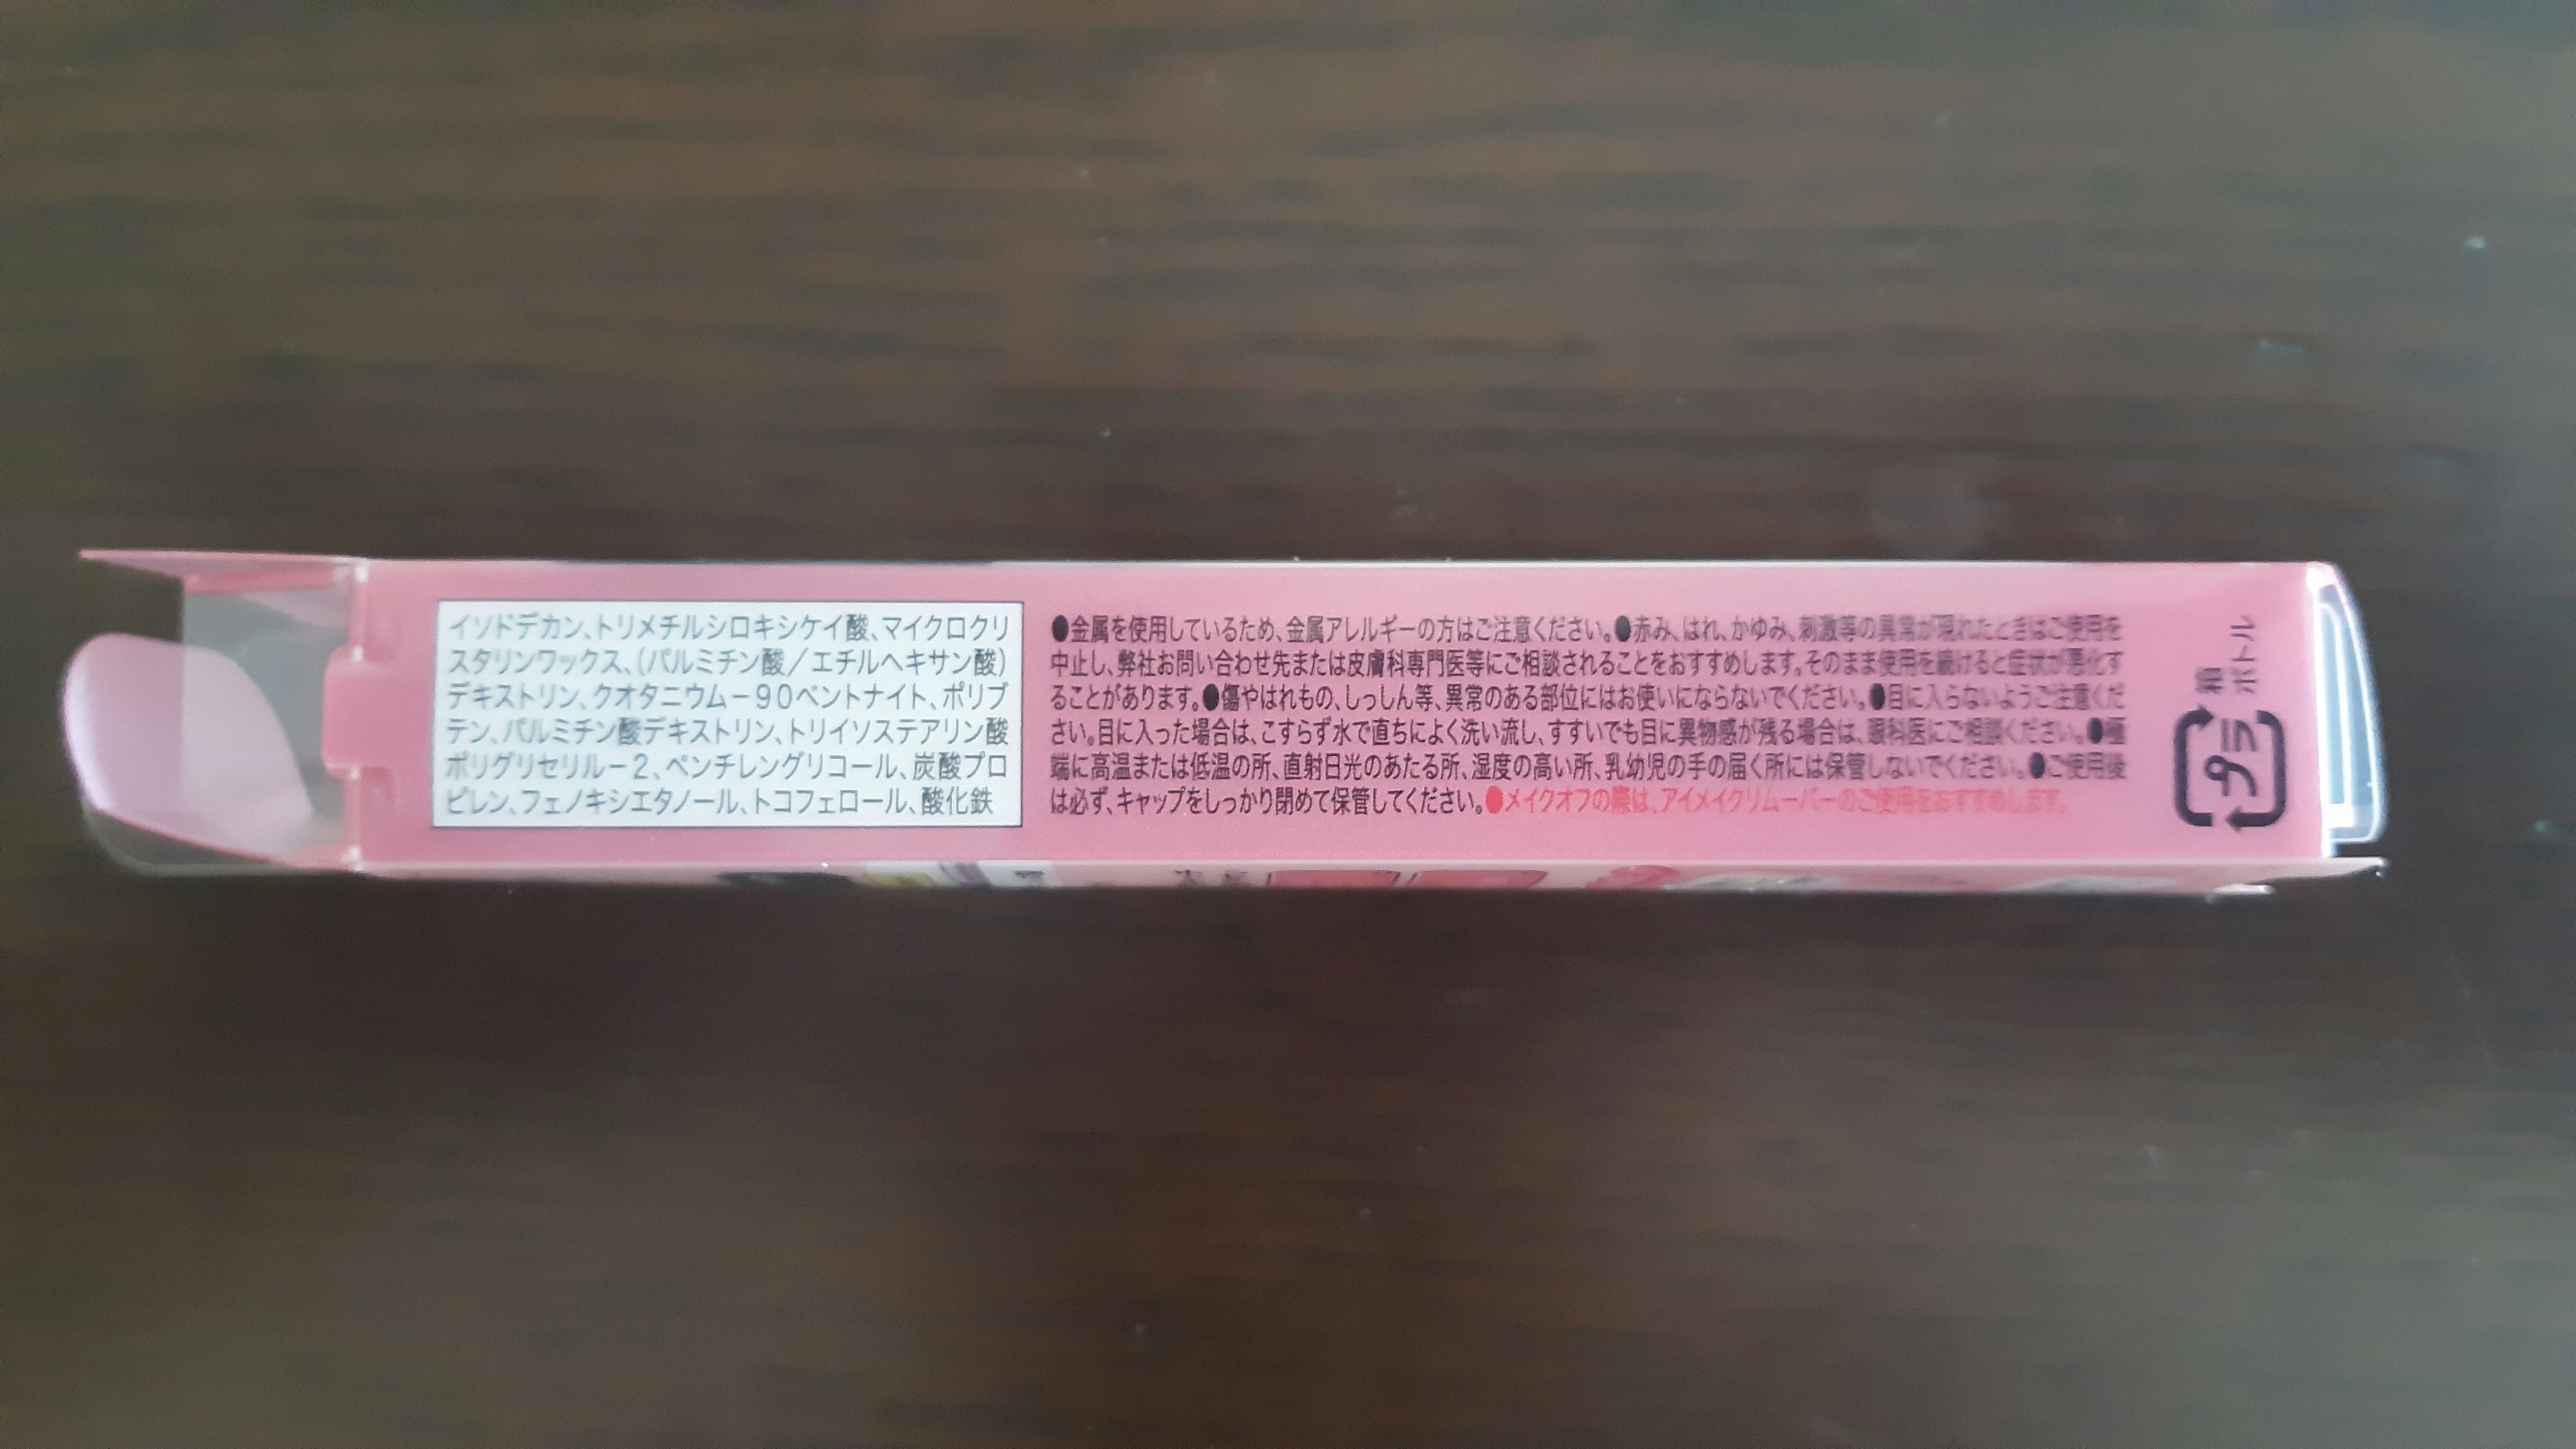 イソドデカン、トリメチルシロキシケイ酸、マイクロクリ
スタリンワックス、(パルミチン酸／エチルヘキサン酸)
デキストリン、クオタニウム－90ベントナイト、ポリブ
テン、パルミチン酸デキストリン、トリイソステアリン酸
ポリグリセリル－2、ペンチレングリコール、炭酸プロ
ピレン、フェノキシエタノール、トコフェロール、酸化鉄
●金属を使用しているため、金属アレルギーの方はご注意ください。●赤み、はれ、かゆみ、刺激等の異常が現れたときはご使用を
中止し、弊社お問い合わせ先または皮膚科専門医等にご相談されることをおすすめします。そのまま使用を続けると症状が悪化す
ることがあります。●傷やはれもの、しっしん等、異常のある部位にはお使いにならないでください。●目に入らないようご注意くだ
さい。目に入った場合は、こすらず水で直ちによく洗い流し、すすいでも目に異物感が残る場合は、眼科医にご相談ください。●極
端に高温または低温の所、直射日光のあたる所、湿度の高い所、乳幼児の手の届く所には保管しないでください。●ご使用後
は必ず、キャップをしっかり閉めて保管してください。●メイクオフの際は、アイメイクリムーバーのご使用をおすすめします。
プラ
箱
ボトル